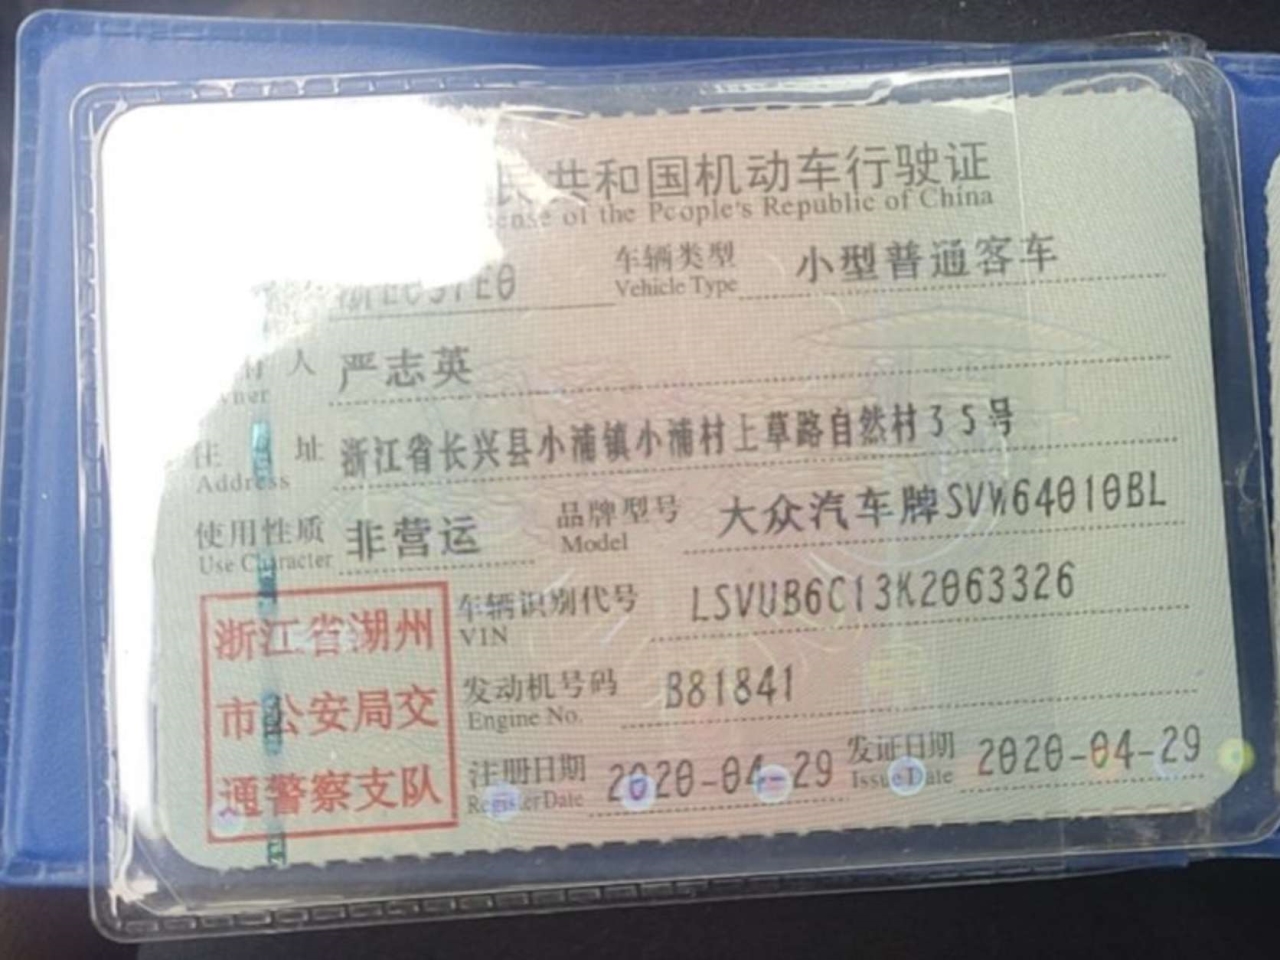 民共和国机动车行驶证
ense of the People's Republic of China
车辆类型 小型普通客车
Vehicle Type
人 严志英
wner
住址 浙江省长兴县小浦镇小浦村上草路自然村35号
Address
使用性质 非营运 品牌型号 大众汽车牌SVW64010BL
Use Character Model
车辆识别代号 LSVUB6C13K2063326
VIN
发动机号码 B81841
Engine No.
注册日期 2020-04-29 发证日期 2020-04-29
Register Date Issue Date
浙江省湖州
市公安局交
通警察支队